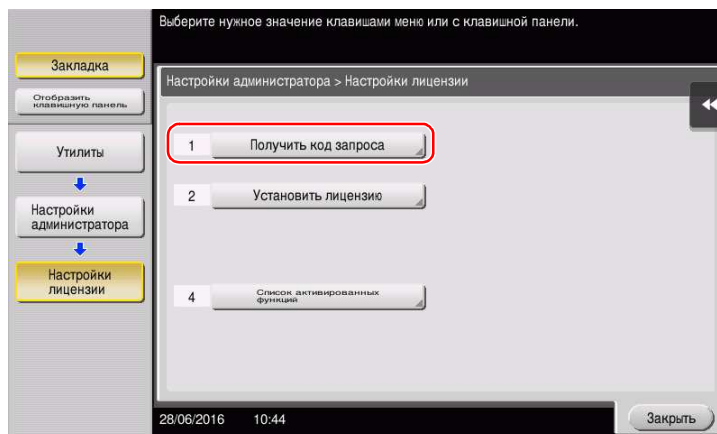 Выберите нужное значение клавишами меню или с клавишной панели.
Закладка
Отобразить
клавишную панель
Утилиты
Настройки
администратора
Настройки
лицензии
Настройки администратора > Настройки лицензии
1 Получить код запроса
2 Установить лицензию
4 Список активированных
функций
28/06/2016 10:44
Закрыть